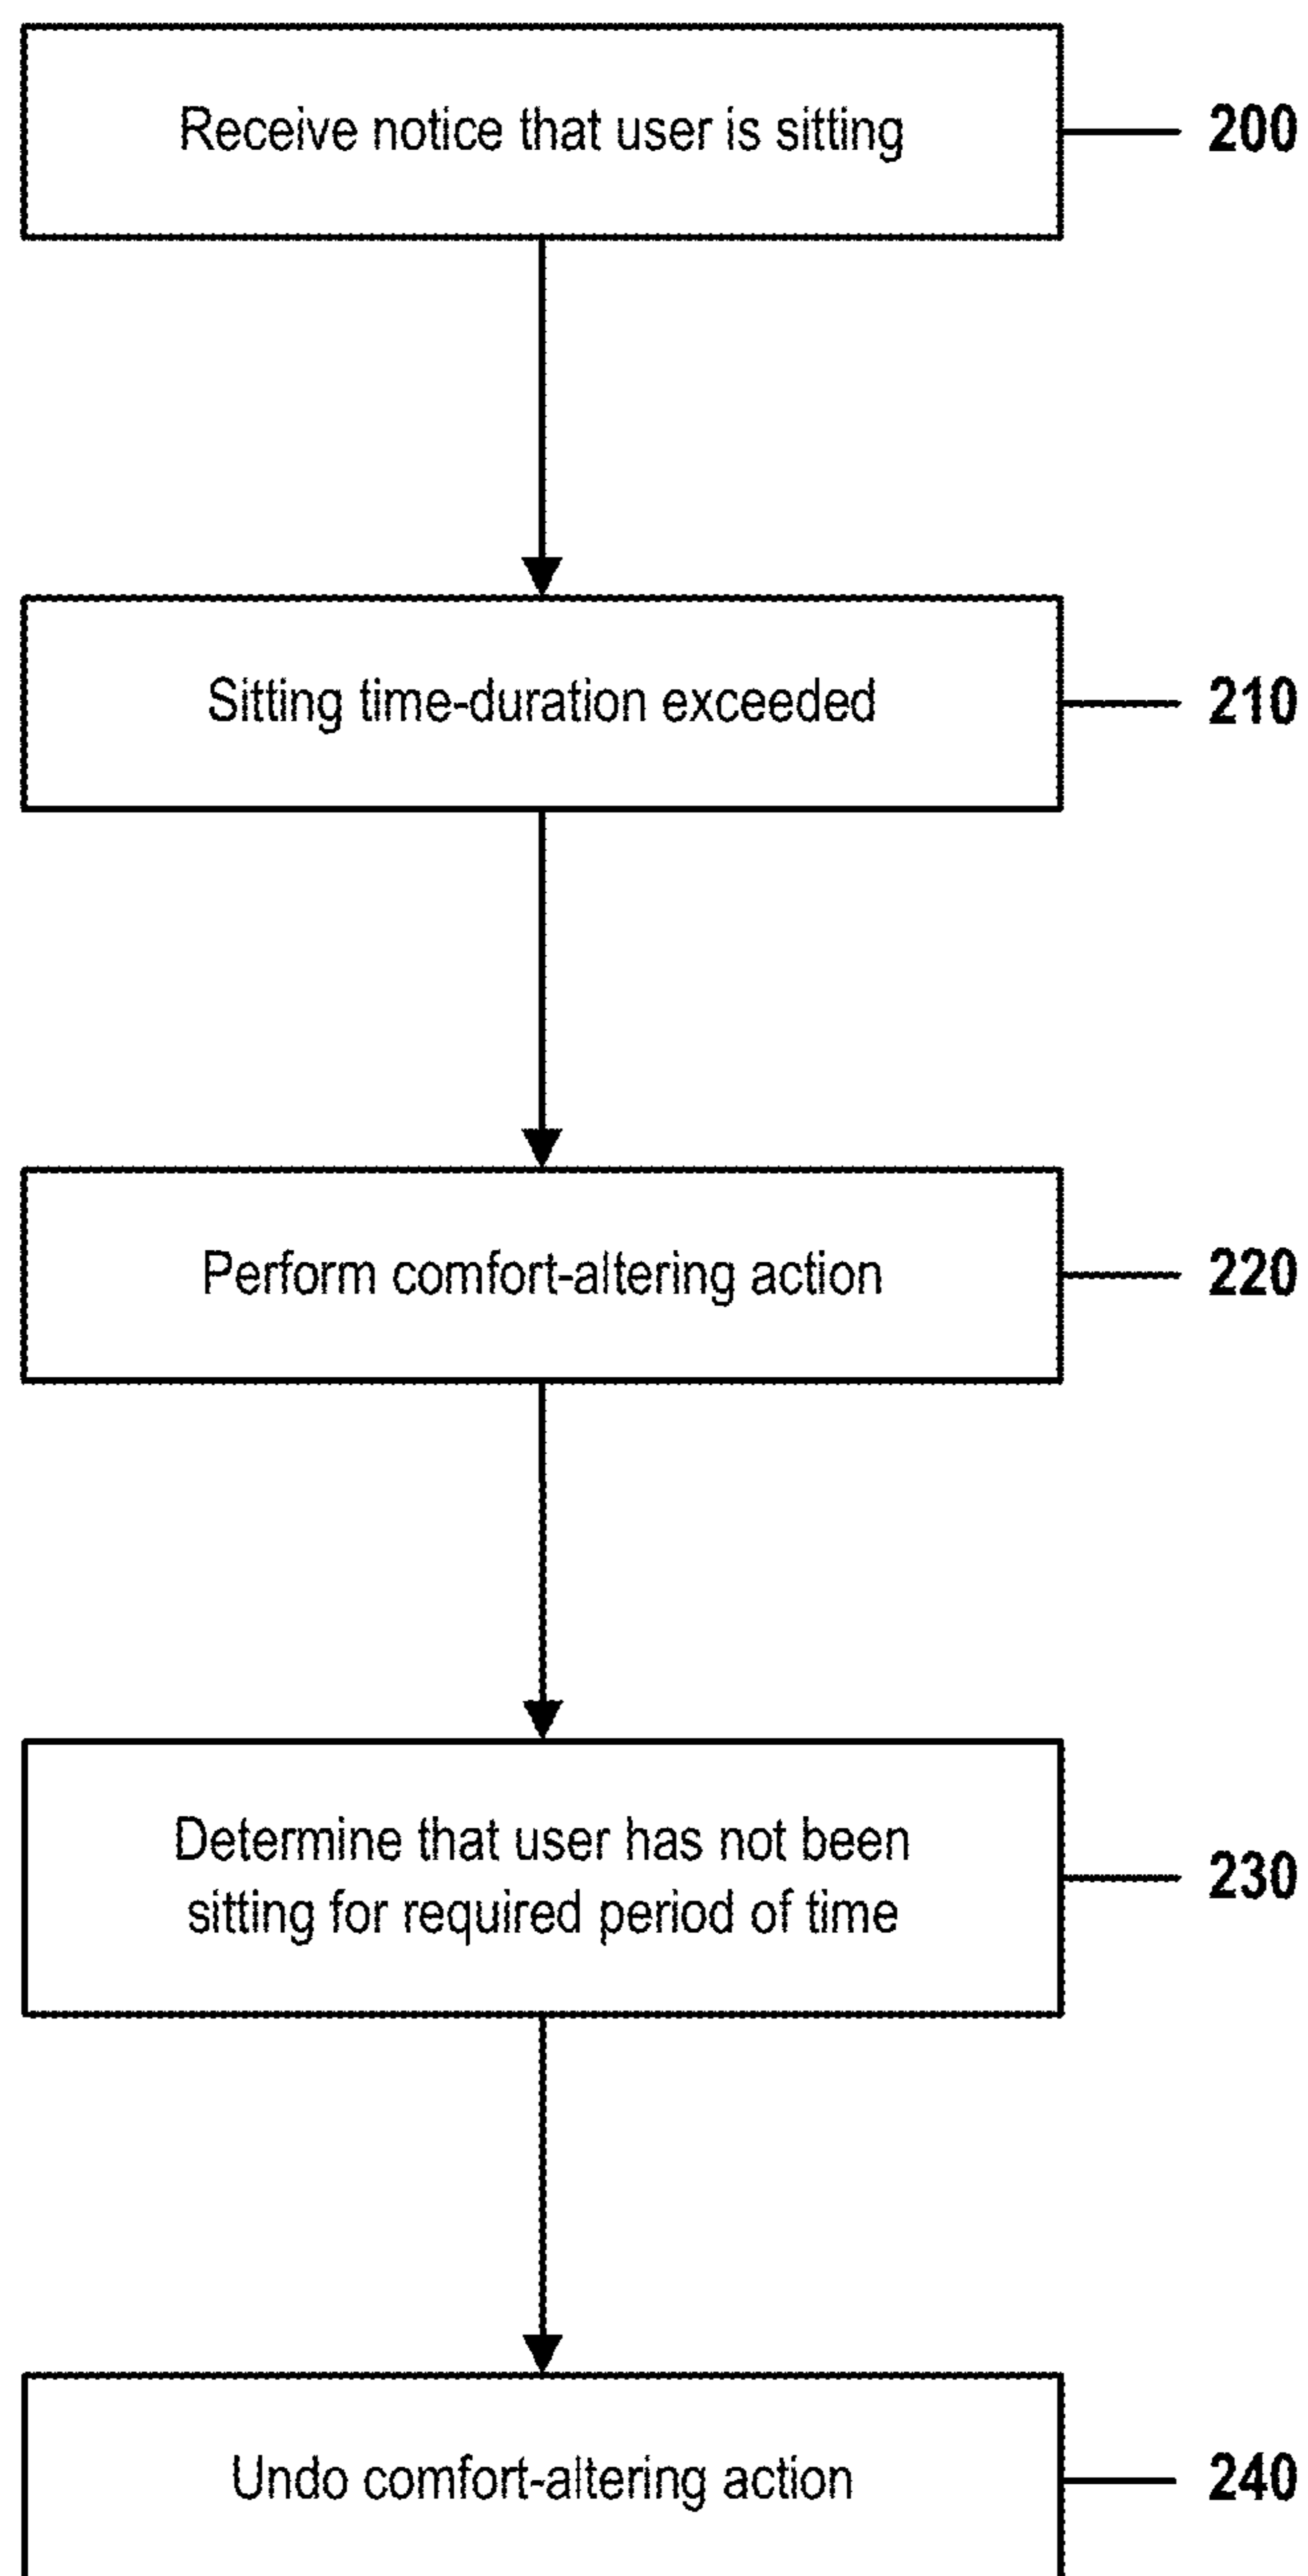 Receive notice that user is sitting
200
Sitting time-duration exceeded
210
Perform comfort-altering action
220
Determine that user has not been
sitting for required period of time
230
Undo comfort-altering action
240